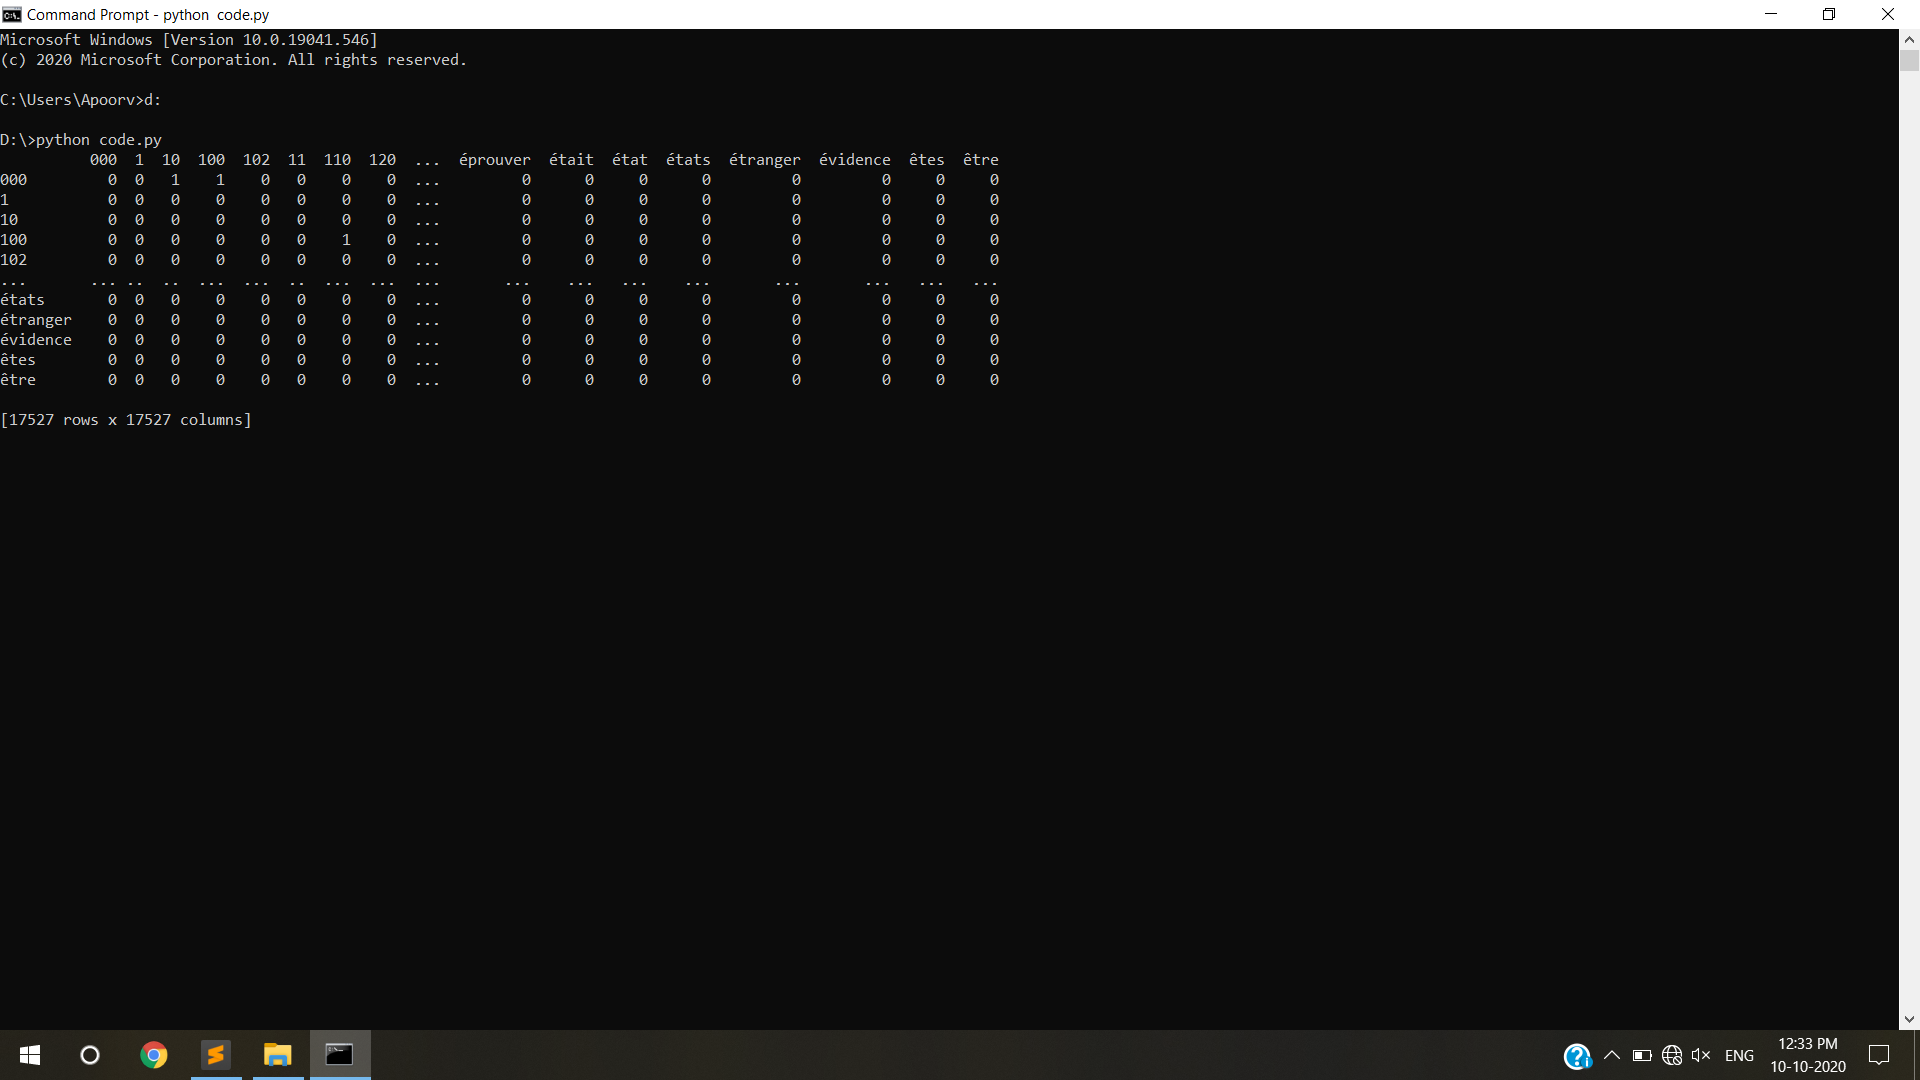 Command Prompt - python  code.py
Microsoft Windows [Version 10.0.19041.546]
(c) 2020 Microsoft Corporation. All rights reserved.
C:\Users\Apoorv>d:
D:\>python code.py
000 1 10 100 102 11 110 120 ... éprouver était état états étranger évidence êtes être
000 0 0 1 1 0 0 0 0 ... 0 0 0 0 0 0 0 0
1 0 0 0 0 0 0 0 0 ... 0 0 0 0 0 0 0 0
10 0 0 0 0 0 0 0 0 ... 0 0 0 0 0 0 0 0
100 0 0 0 0 0 0 1 0 ... 0 0 0 0 0 0 0 0
102 0 0 0 0 0 0 0 0 ... 0 0 0 0 0 0 0 0
... ... .. .. ... ... .. ... ... ... ... ... ... ... ... ... ... ...
états 0 0 0 0 0 0 0 0 ... 0 0 0 0 0 0 0 0
étranger 0 0 0 0 0 0 0 0 ... 0 0 0 0 0 0 0 0
évidence 0 0 0 0 0 0 0 0 ... 0 0 0 0 0 0 0 0
êtes 0 0 0 0 0 0 0 0 ... 0 0 0 0 0 0 0 0
être 0 0 0 0 0 0 0 0 ... 0 0 0 0 0 0 0 0
[17527 rows x 17527 columns]
ENG
12:33 PM
10-10-2020